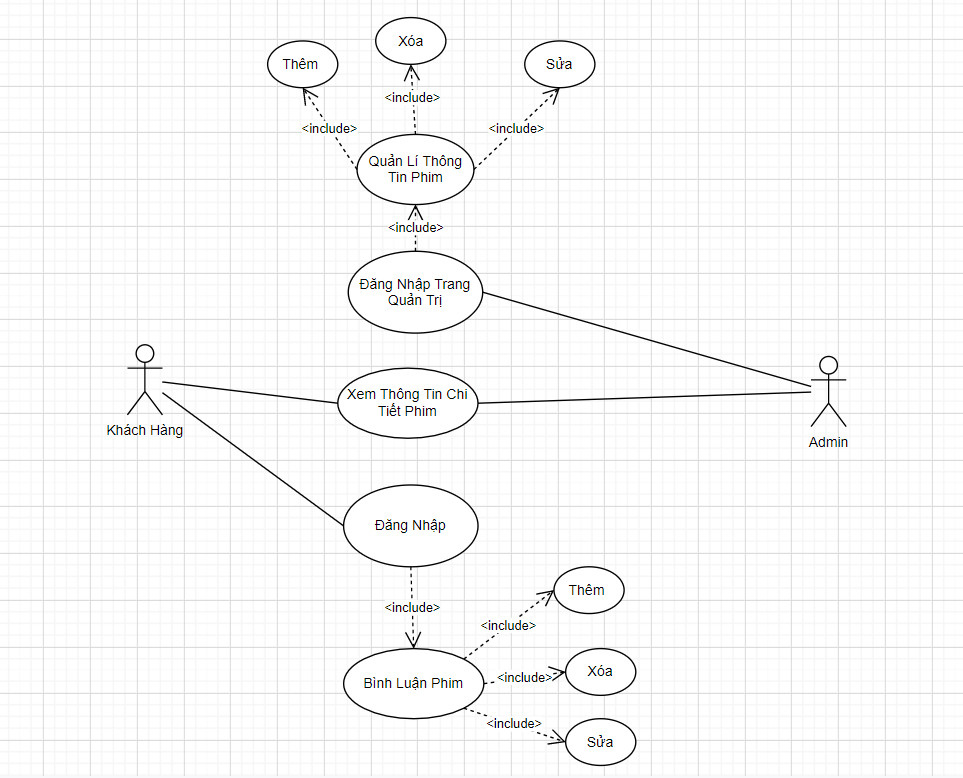 Xóa
Thêm
Sửa
<include>
<include>
<include>
Quản Lí Thông
Tin Phim
<include>
Đăng Nhập Trang
Quản Trị
Xem Thông Tin Chi
Tiết Phim
Khách Hàng
Admin
Đăng Nhập
Thêm
<include>
<include>
Xóa
<include>
Bình Luận Phim
<include>
Sửa